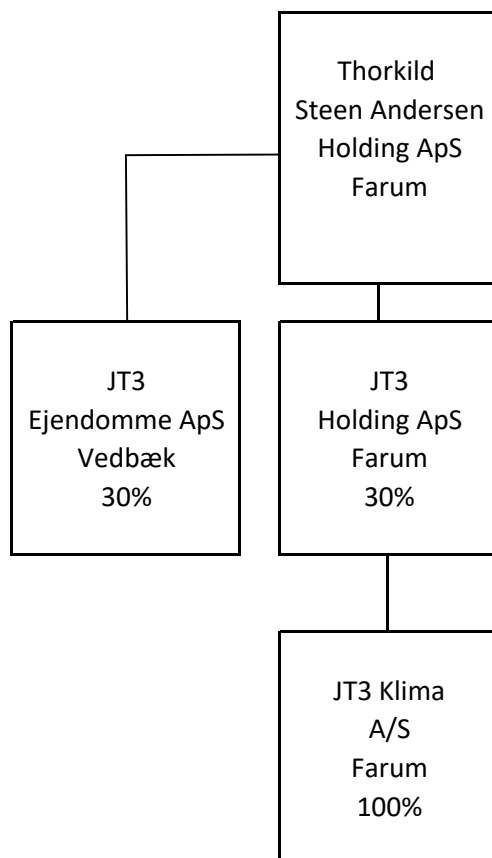 Thorkild
Steen Andersen
Holding ApS
Farum
JT3
Ejendomme ApS
Vedbæk
30%
JT3
Holding ApS
Farum
30%
JT3 Klima
A/S
Farum
100%